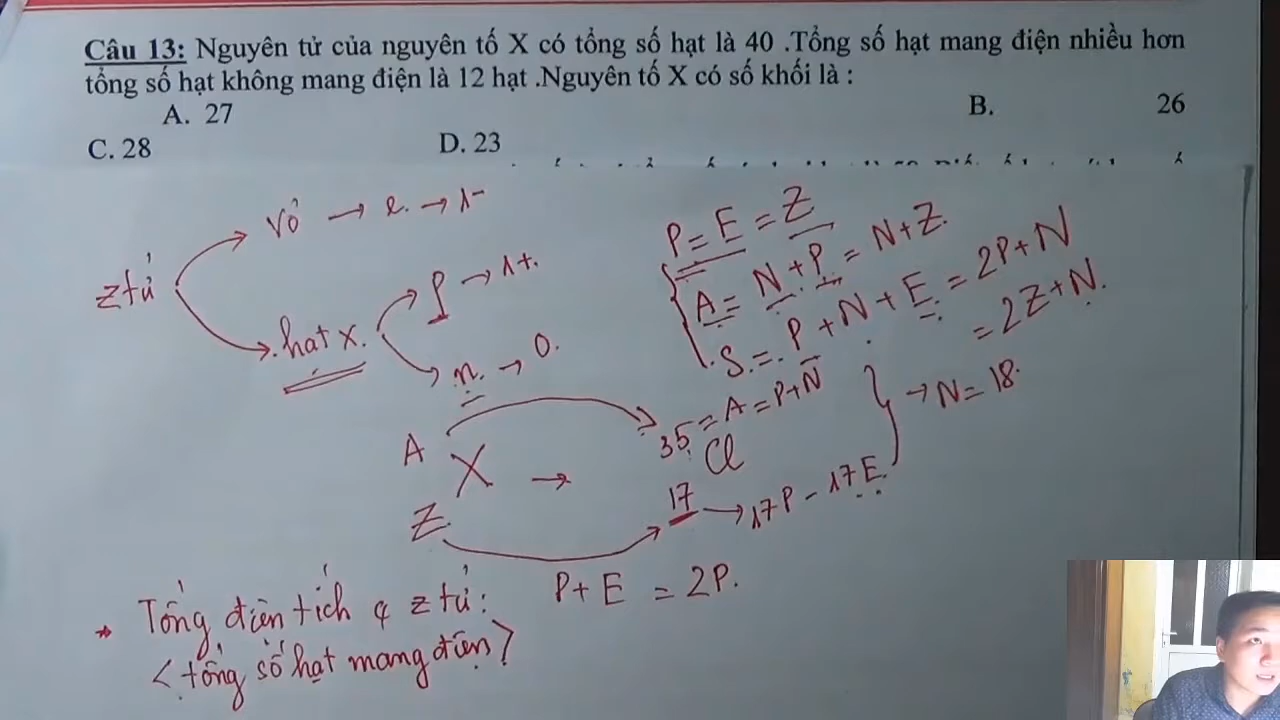 Câu 13: Nguyên tử của nguyên tố X có tổng số hạt là 40 .Tổng số hạt mang điện nhiều hơn
tổng số hạt không mang điện là 12 hạt .Nguyên tố X có số khối là :
A. 27 B. 26
C. 28 D. 23
Vỏ → e → 1-
ztử
hạt x.
p → 1+.
n. → 0.
P = E = Z
A = N + P = N + Z.
S. = P + N + E = 2P + N
= 2Z + N.
35 = A = P + N
A
X →
Z
Cl
17 → 17P - 17E
→ N = 18.
* Tổng điện tích ztử: P + E = 2P.
< tổng số hạt mang điện >